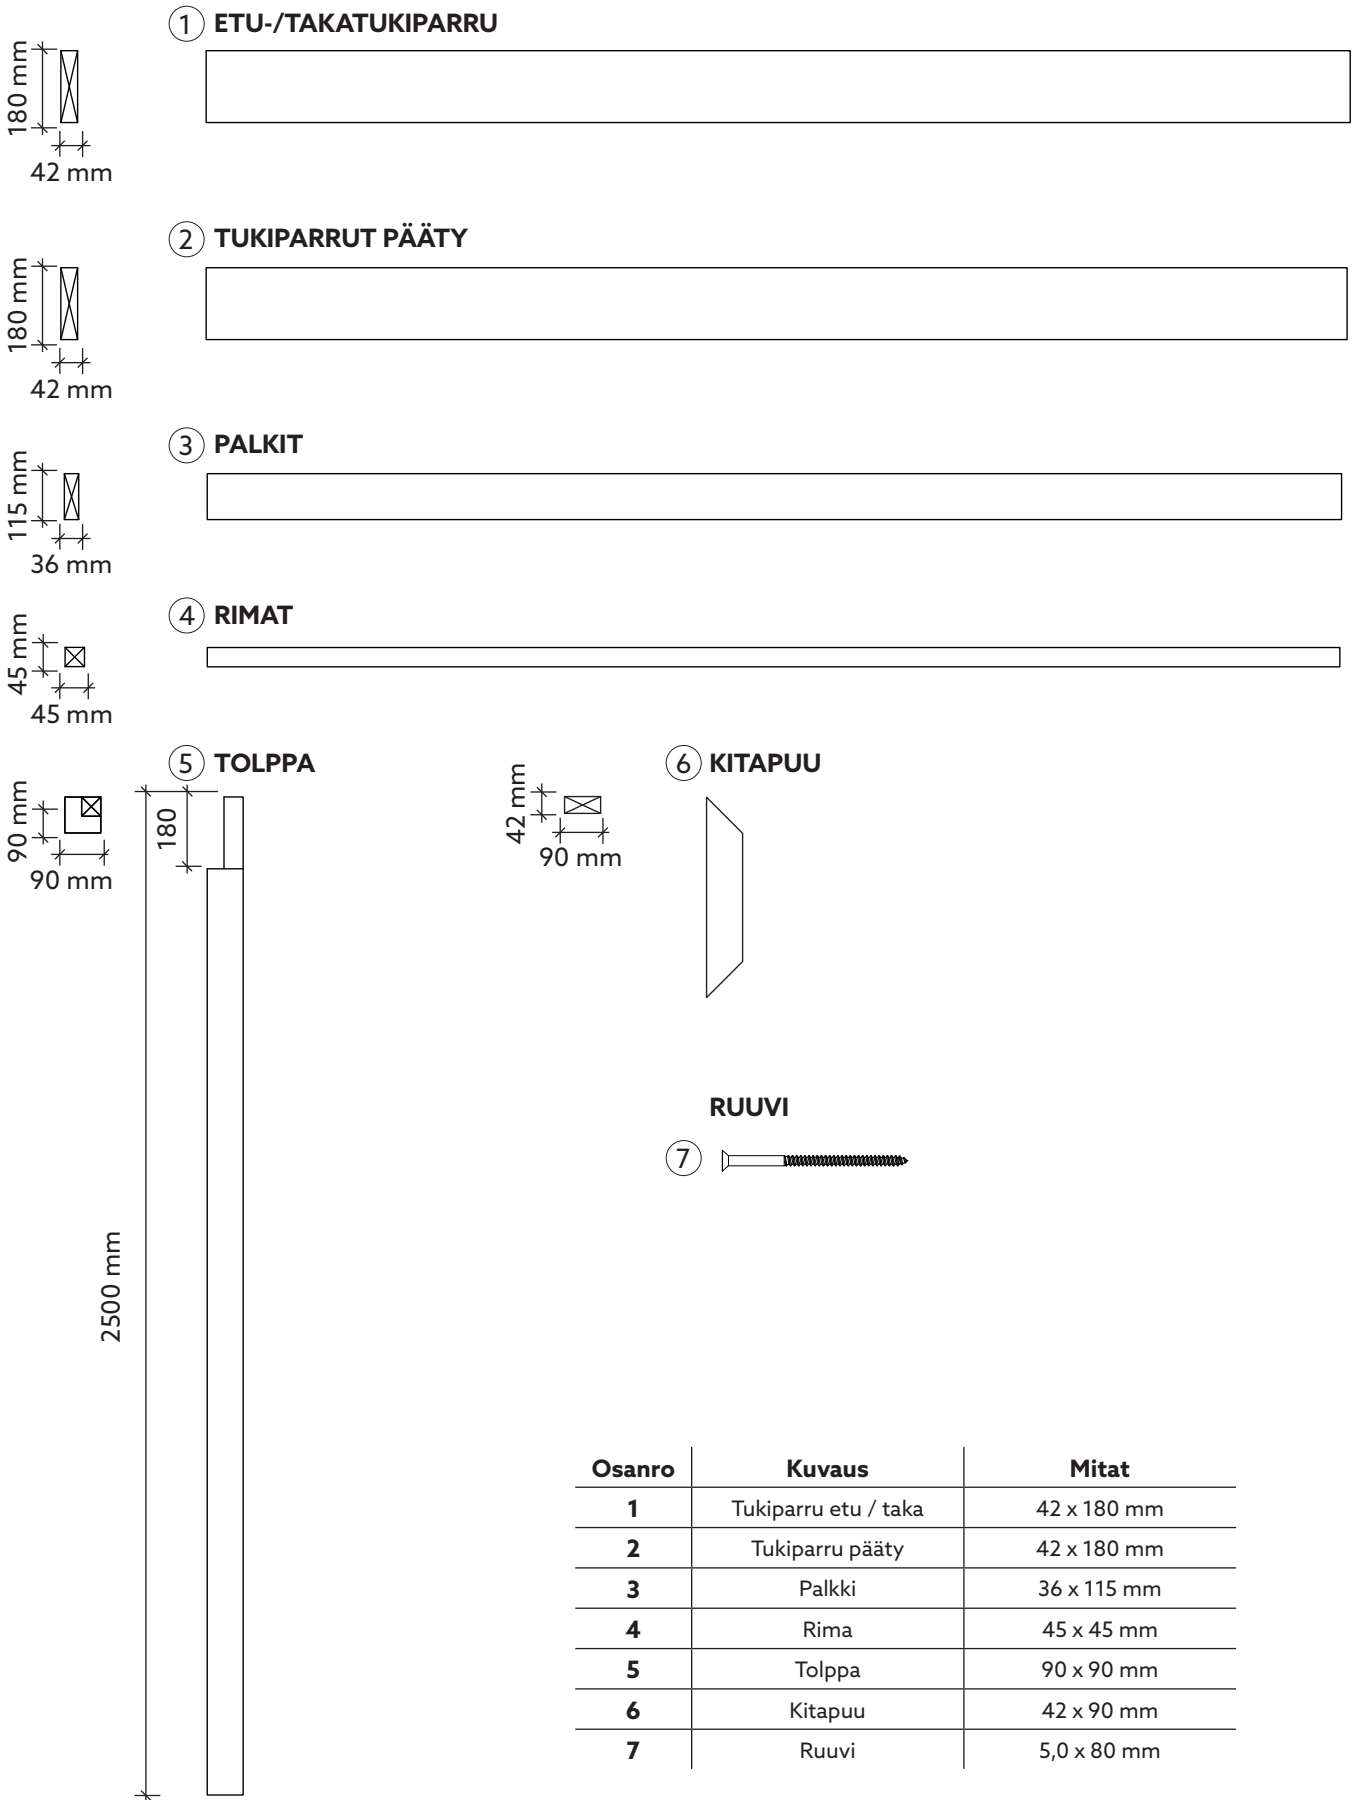 1 ETU-/TAKATUKIPARRU
180 mm
42 mm
2 TUKIPARRUT PÄÄTY
180 mm
42 mm
3 PALKIT
115 mm
36 mm
4 RIMAT
45 mm
45 mm
5 TOLPPA
90 mm
90 mm
180
2500 mm
6 KITAPUU
42 mm
90 mm
RUUVI
7
Osanro Kuvaus Mitat
1 Tukiparru etu / taka 42 x 180 mm
2 Tukiparru pääty 42 x 180 mm
3 Palkki 36 x 115 mm
4 Rima 45 x 45 mm
5 Tolppa 90 x 90 mm
6 Kitapuu 42 x 90 mm
7 Ruuvi 5,0 x 80 mm